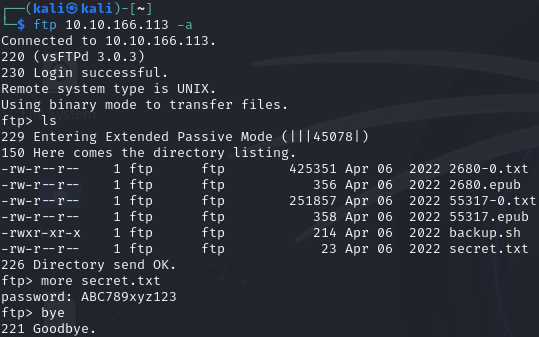 ┌──(kali㉿kali)-[~]
└─$ ftp 10.10.166.113 -a
Connected to 10.10.166.113.
220 (vsFTPd 3.0.3)
230 Login successful.
Remote system type is UNIX.
Using binary mode to transfer files.
ftp> ls
229 Entering Extended Passive Mode (|||45078|)
150 Here comes the directory listing.
-rw-r--r-- 1 ftp ftp 425351 Apr 06 2022 2680-0.txt
-rw-r--r-- 1 ftp ftp 356 Apr 06 2022 2680.epub
-rw-r--r-- 1 ftp ftp 251857 Apr 06 2022 55317-0.txt
-rw-r--r-- 1 ftp ftp 358 Apr 06 2022 55317.epub
-rwxr-xr-x 1 ftp ftp 214 Apr 06 2022 backup.sh
-rw-r--r-- 1 ftp ftp 23 Apr 06 2022 secret.txt
226 Directory send OK.
ftp> more secret.txt
password: ABC789xyz123
ftp> bye
221 Goodbye.